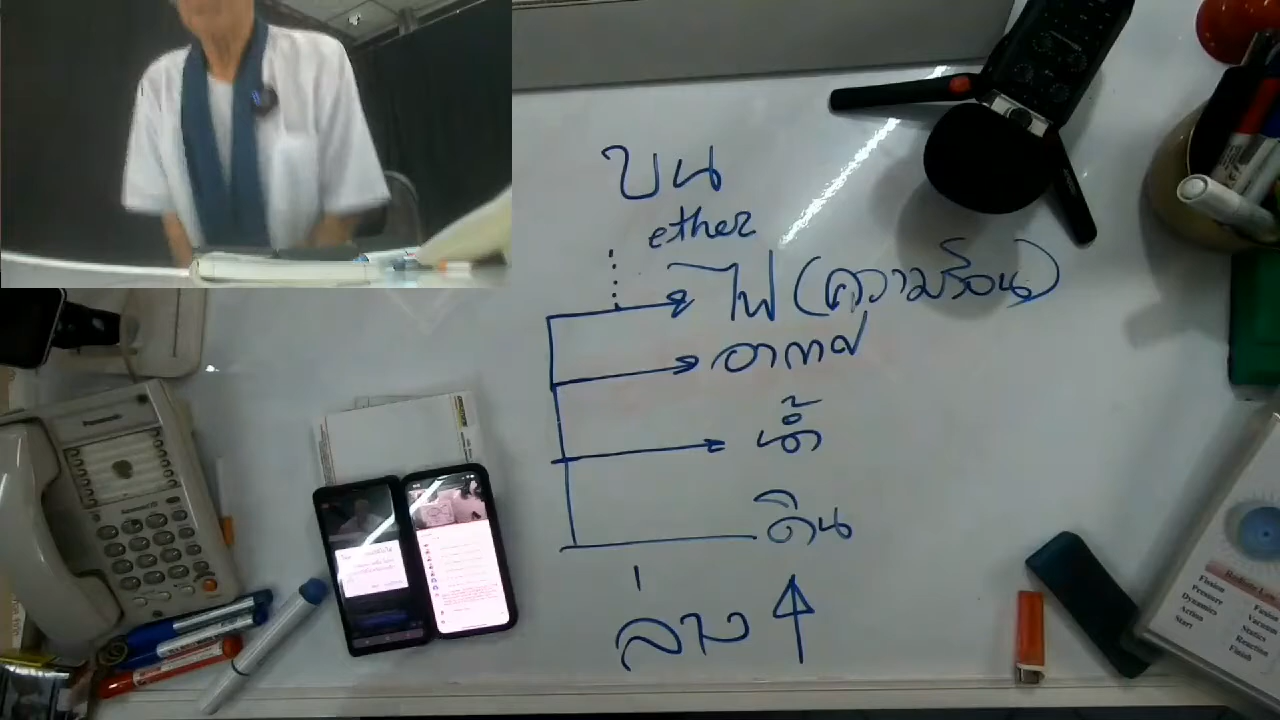 บน
ether
ไฟ (ความร้อน)
อากาศ
น้ำ
ดิน
ล่าง